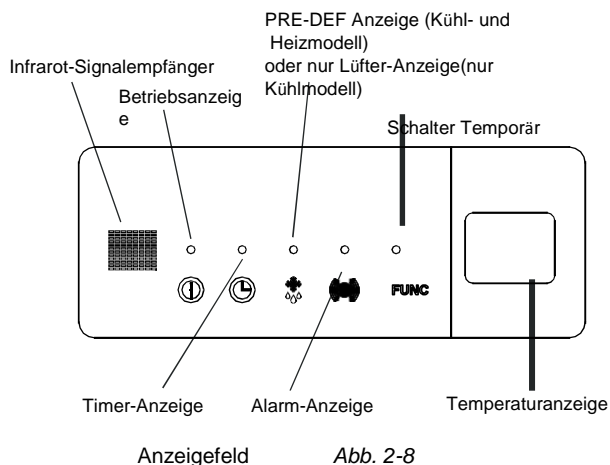 PRE-DEF Anzeige (Kühl- und
Heizmodell)
oder nur Lüfter-Anzeige(nur
Kühlmodell)
Infrarot-Signalempfänger
Betriebsanzeig
e
Schalter Temporär
FUNC
Timer-Anzeige
Alarm-Anzeige
Temperaturanzeige
Anzeigefeld
Abb. 2-8